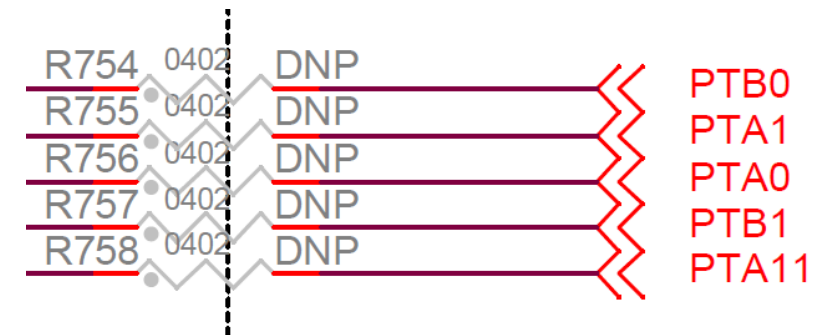 R754 0402 DNP PTB0
R755 0402 DNP PTA1
R756 0402 DNP PTA0
R757 0402 DNP PTB1
R758 0402 DNP PTA11